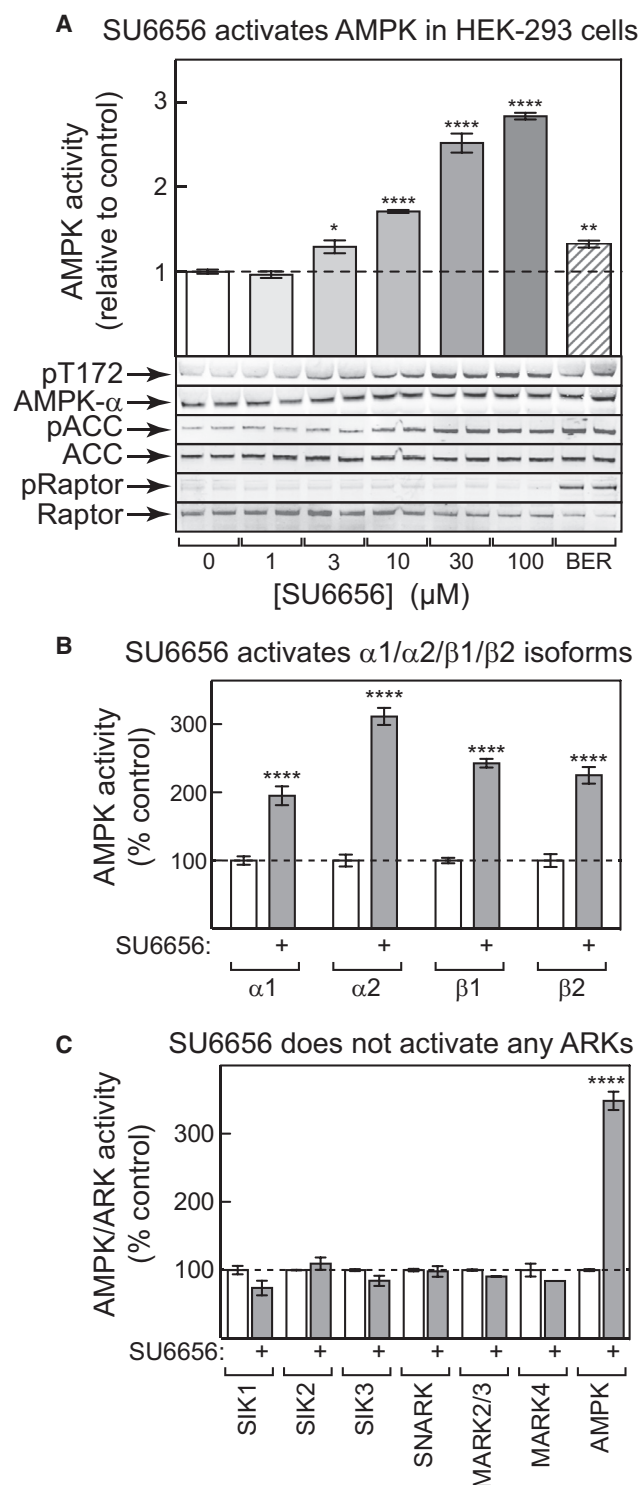 A SU6656 activates AMPK in HEK-293 cells
AMPK activity
(relative to control)
3
2
1
*
****
****
****
**
pT172
AMPK-α
pACC
ACC
pRaptor
Raptor
0 1 3 10 30 100 BER
[SU6656] (μM)
B SU6656 activates α1/α2/β1/β2 isoforms
AMPK activity
(% control)
300
200
100
****
****
****
****
SU6656: + + + +
α1 α2 β1 β2
C SU6656 does not activate any ARKs
AMPK/ARK activity
(% control)
300
200
100
****
SU6656: + + + + + + +
SIK1
SIK2
SIK3
SNARK
MARK2/3
MARK4
AMPK